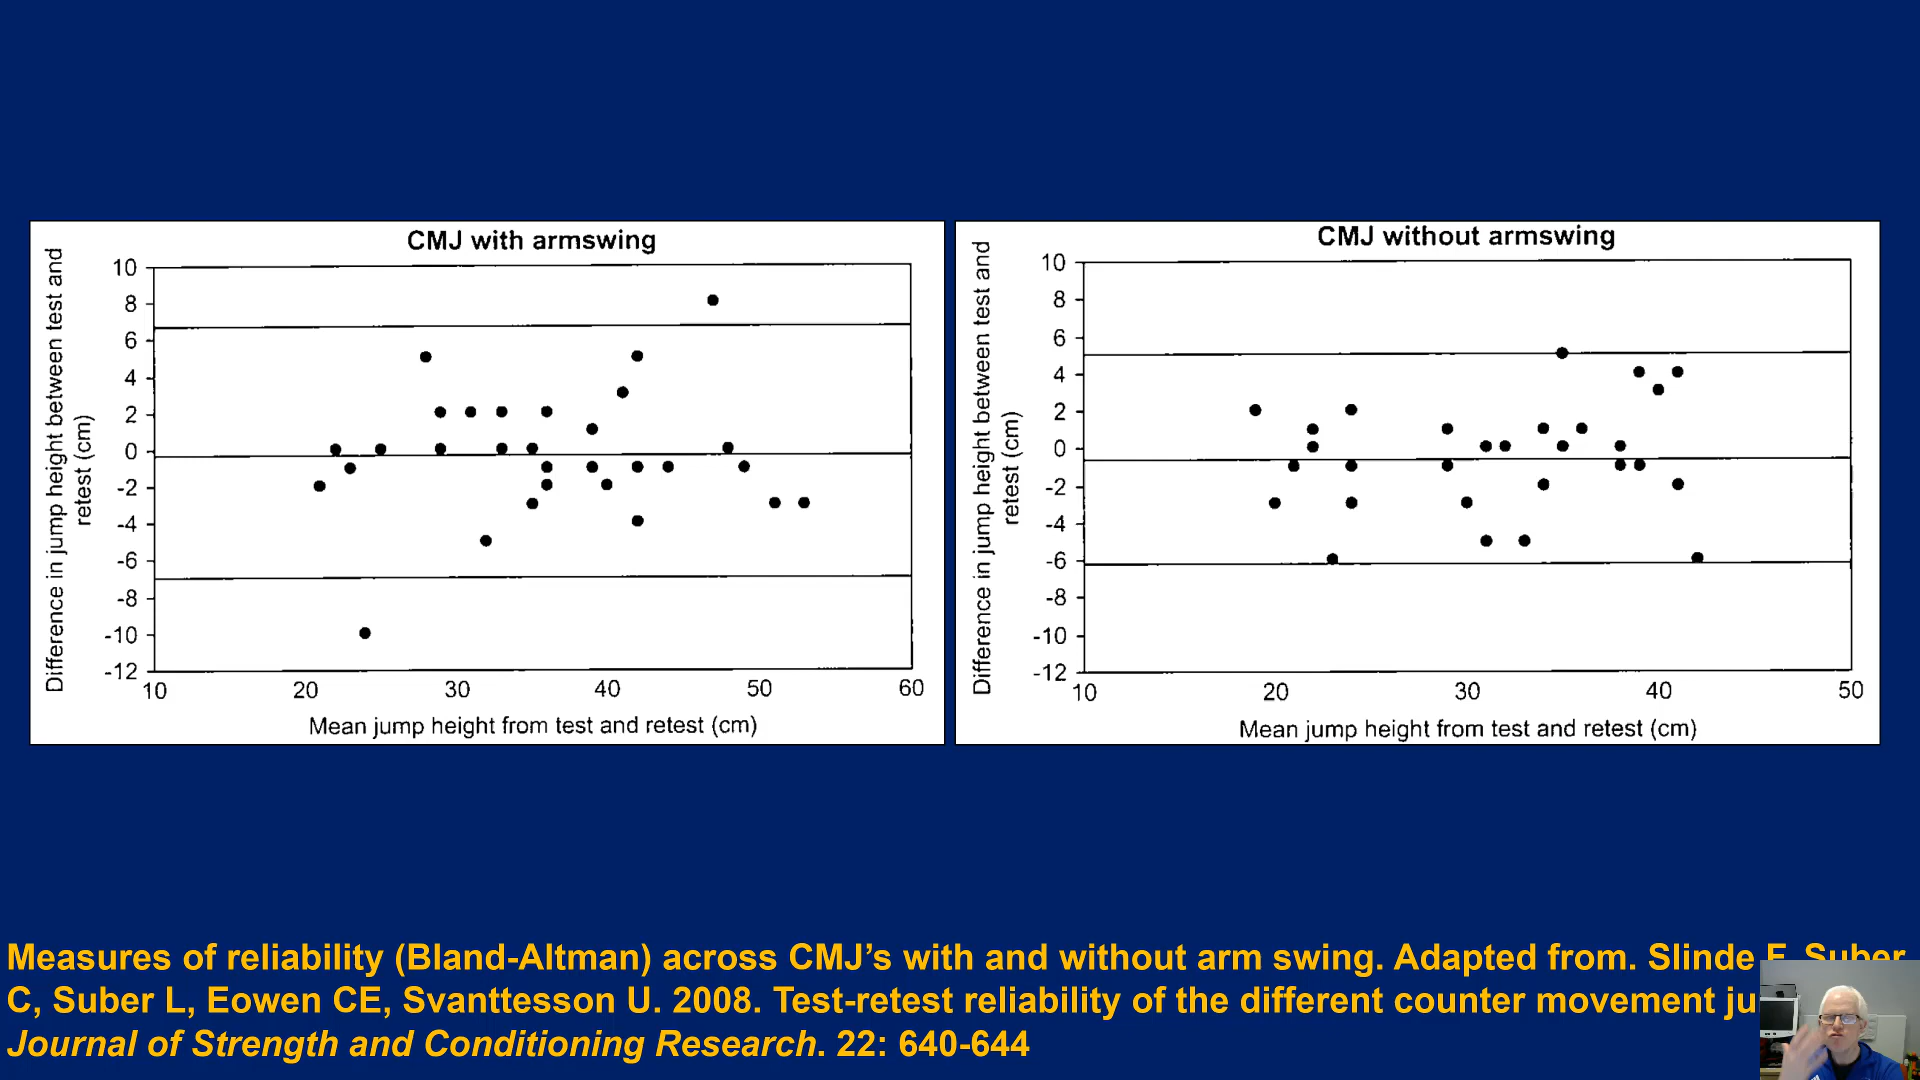 CMJ with armswing
Difference in jump height between test and
retest (cm)
10
8
6
4
2
0
-2
-4
-6
-8
-10
-12
10 20 30 40 50 60
Mean jump height from test and retest (cm)
CMJ without armswing
Difference in jump height between test and
retest (cm)
10
8
6
4
2
0
-2
-4
-6
-8
-10
-12
10 20 30 40 50
Mean jump height from test and retest (cm)
Measures of reliability (Bland-Altman) across CMJ’s with and without arm swing. Adapted from. Slinde F, Suber
C, Suber L, Eowen CE, Svanttesson U. 2008. Test-retest reliability of the different counter movement ju
Journal of Strength and Conditioning Research. 22: 640-644